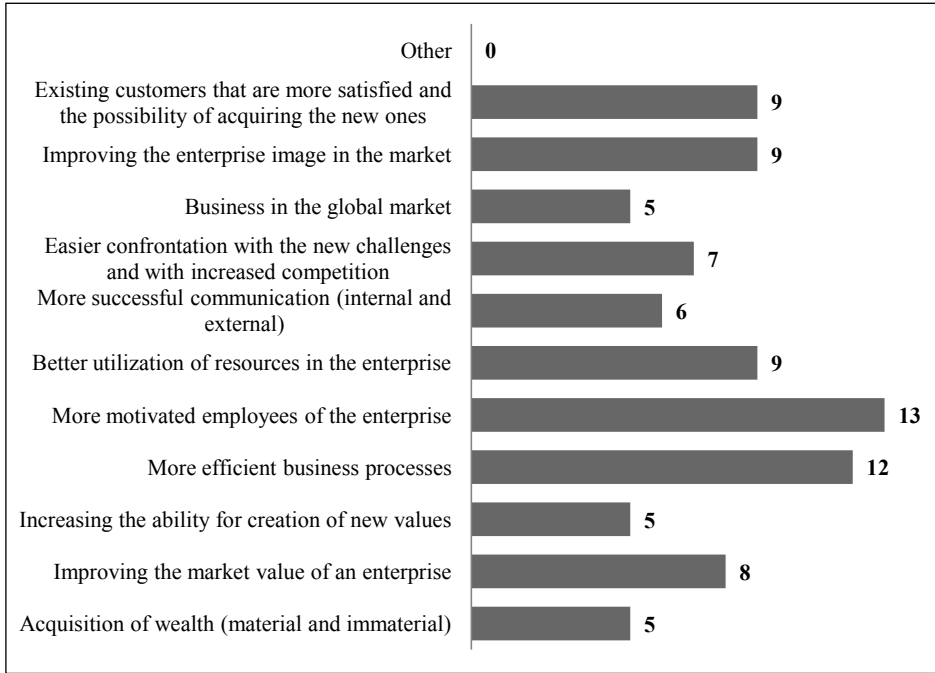 Other 0
Existing customers that are more satisfied and
the possibility of acquiring the new ones 9
Improving the enterprise image in the market 9
Business in the global market 5
Easier confrontation with the new challenges
and with increased competition 7
More successful communication (internal and
external) 6
Better utilization of resources in the enterprise 9
More motivated employees of the enterprise 13
More efficient business processes 12
Increasing the ability for creation of new values 5
Improving the market value of an enterprise 8
Acquisition of wealth (material and immaterial) 5